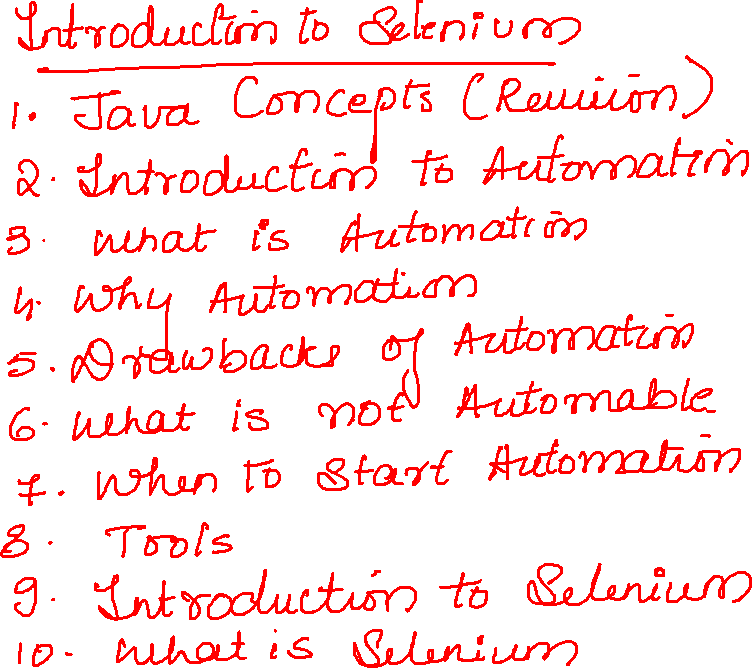 Introduction to Selenium
1. Java Concepts (Revision)
2. Introduction to Automation
3. what is Automation
4. Why Automation
5. Drawbacks of Automation
6. what is not Automable
7. When To Start Automation
8. Tools
9. Introduction to Selenium
10. what is Selenium